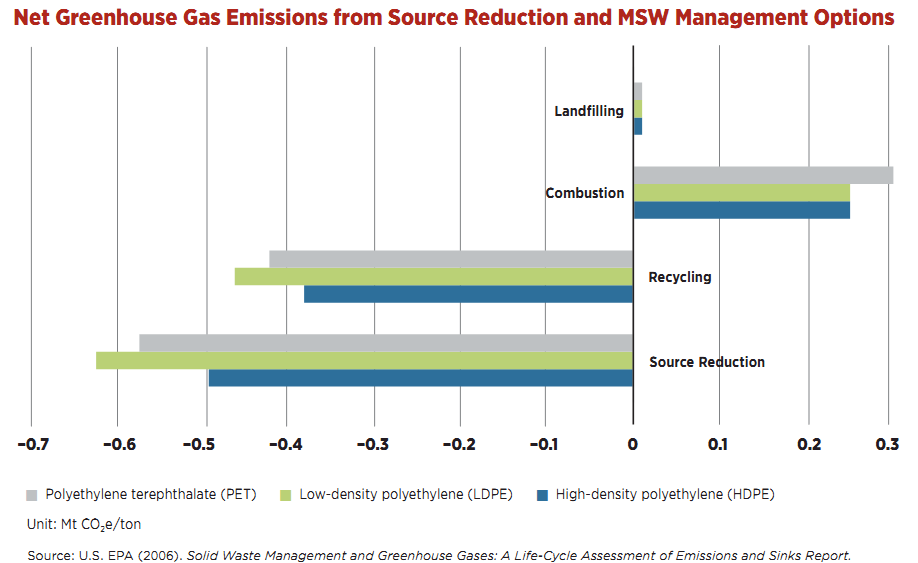 Net Greenhouse Gas Emissions from Source Reduction and MSW Management Options
Landfilling
Combustion
Recycling
Source Reduction
–0.7 –0.6 –0.5 –0.4 –0.3 –0.2 –0.1 0 0.1 0.2 0.3
Polyethylene terephthalate (PET) Low-density polyethylene (LDPE) High-density polyethylene (HDPE)
Unit: Mt CO₂e/ton
Source: U.S. EPA (2006). Solid Waste Management and Greenhouse Gases: A Life-Cycle Assessment of Emissions and Sinks Report.